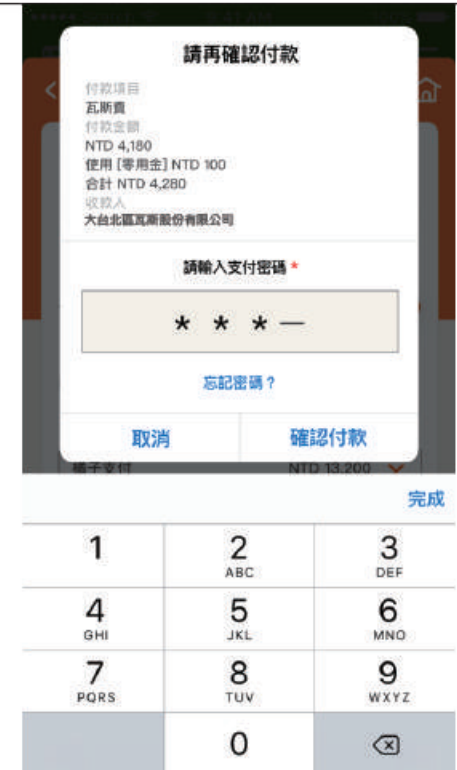 請再確認付款
付款項目
瓦斯費
付款金額
NTD 4,180
使用 [零用金] NTD 100
合計 NTD 4,280
收款人
大台北區瓦斯股份有限公司
請輸入支付密碼 *
* * * —
忘記密碼？
取消 確認付款
橘子支付 NTD 13,200
完成
1 2 3
ABC DEF
4 5 6
GHI JKL MNO
7 8 9
PQRS TUV WXYZ
0